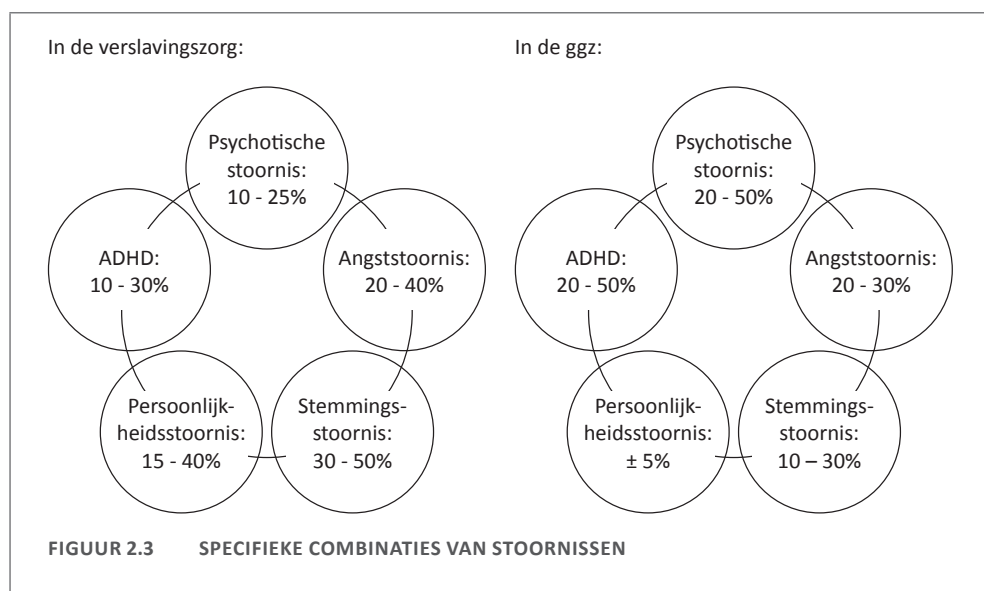 In de verslavingszorg:
Psychotische
stoornis:
10 - 25%
ADHD:
10 - 30%
Angststoornis:
20 - 40%
Persoonlijk-
heidsstoornis:
15 - 40%
Stemmings-
stoornis:
30 - 50%
In de ggz:
Psychotische
stoornis:
20 - 50%
ADHD:
20 - 50%
Angststoornis:
20 - 30%
Persoonlijk-
heidsstoornis:
± 5%
Stemmings-
stoornis:
10 – 30%
FIGUUR 2.3 SPECIFIEKE COMBINATIES VAN STOORNISSEN